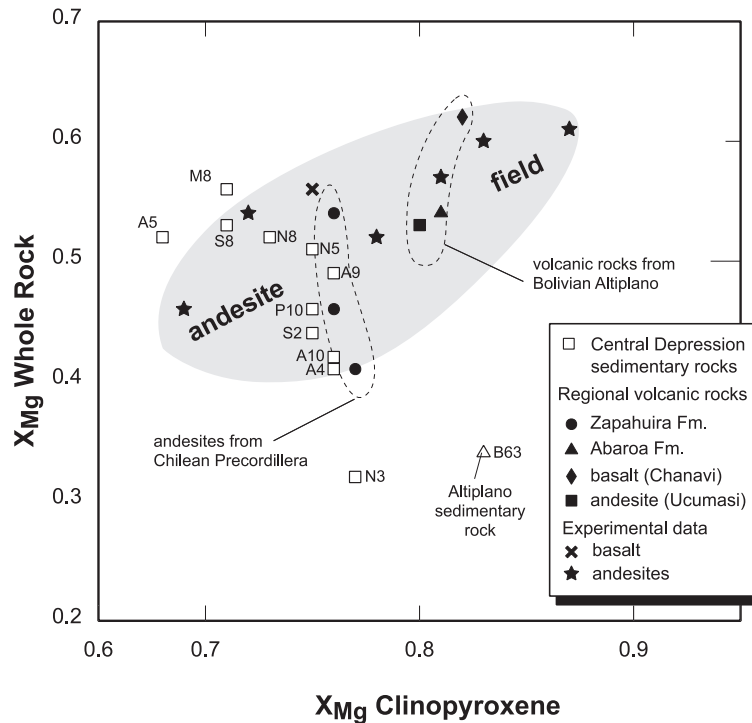 0.7
0.6
0.5
0.4
0.3
0.2
X_Mg Whole Rock
M8
A5
S8
N8
N5
A9
P10
S2
A10
A4
N3
B63
andesite
field
volcanic rocks from
Bolivian Altiplano
andesites from
Chilean Precordillera
Altiplano
sedimentary
rock
Central Depression
sedimentary rocks
Regional volcanic rocks
Zapahuira Fm.
Abaroa Fm.
basalt (Chanavi)
andesite (Ucumasi)
Experimental data
basalt
andesites
0.6 0.7 0.8 0.9
X_Mg Clinopyroxene